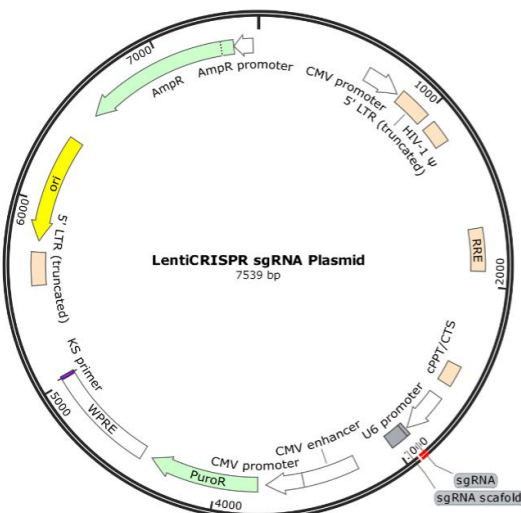 7000
AmpR promoter
AmpR
CMV promoter
1000
5' LTR (truncated)
HIV-1 ψ
ori
6000
LentiCRISPR sgRNA Plasmid
7539 bp
RRE
2000
5' LTR (truncated)
cPPT/CTS
KS primer
U6 promoter
5000
WPRE
CMV enhancer
CMV promoter
PuroR
4000
sgRNA
sgRNA scafold